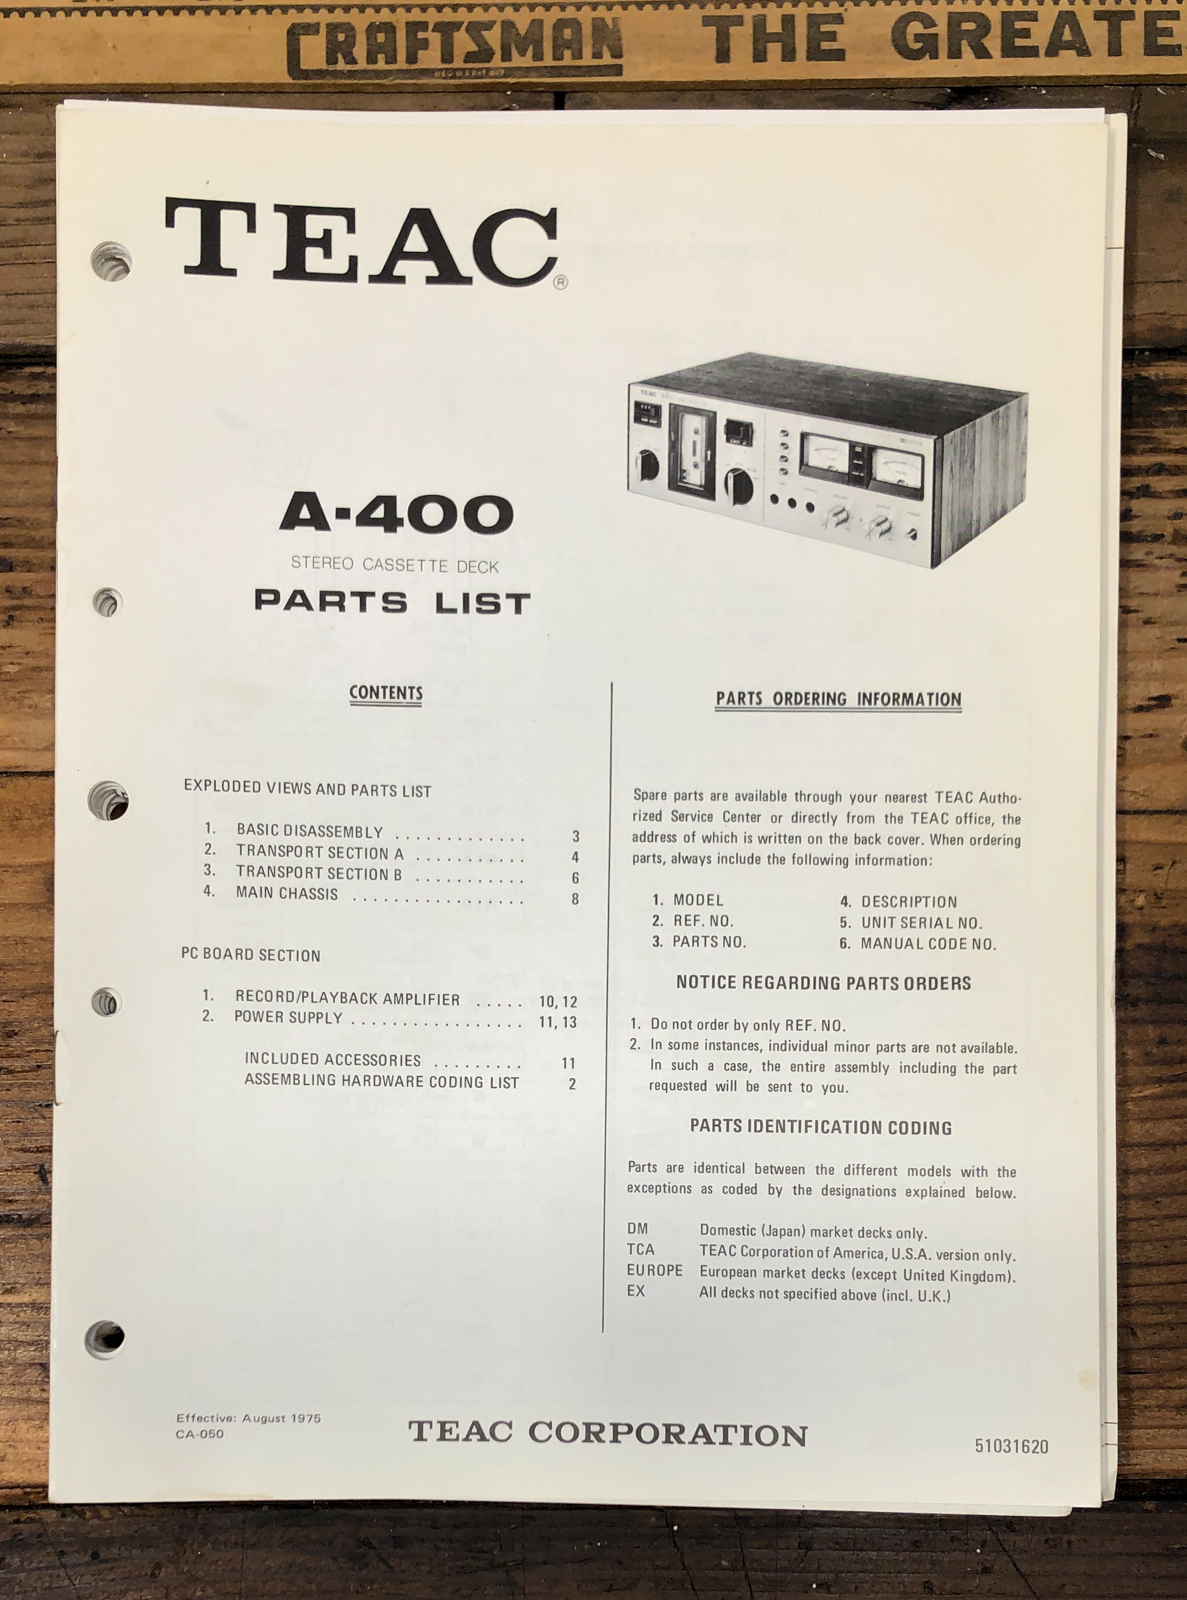 CRAFTSMAN THE GREATE
TEAC®
TEAC
A-400
STEREO CASSETTE DECK
PARTS LIST
CONTENTS
EXPLODED VIEWS AND PARTS LIST
1. BASIC DISASSEMBLY . . . . . . . . . . . . . 3
2. TRANSPORT SECTION A . . . . . . . . . . . 4
3. TRANSPORT SECTION B . . . . . . . . . . . 6
4. MAIN CHASSIS . . . . . . . . . . . . . . . . . 8
PC BOARD SECTION
1. RECORD/PLAYBACK AMPLIFIER . . . . . 10, 12
2. POWER SUPPLY . . . . . . . . . . . . . . . . . 11, 13
INCLUDED ACCESSORIES . . . . . . . . . 11
ASSEMBLING HARDWARE CODING LIST 2
PARTS ORDERING INFORMATION
Spare parts are available through your nearest TEAC Autho-
rized Service Center or directly from the TEAC office, the
address of which is written on the back cover. When ordering
parts, always include the following information:
1. MODEL 4. DESCRIPTION
2. REF. NO. 5. UNIT SERIAL NO.
3. PARTS NO. 6. MANUAL CODE NO.
NOTICE REGARDING PARTS ORDERS
1. Do not order by only REF. NO.
2. In some instances, individual minor parts are not available.
In such a case, the entire assembly including the part
requested will be sent to you.
PARTS IDENTIFICATION CODING
Parts are identical between the different models with the
exceptions as coded by the designations explained below.
DM Domestic (Japan) market decks only.
TCA TEAC Corporation of America, U.S.A. version only.
EUROPE European market decks (except United Kingdom).
EX All decks not specified above (incl. U.K.)
Effective: August 1975
CA-050
TEAC CORPORATION
51031620